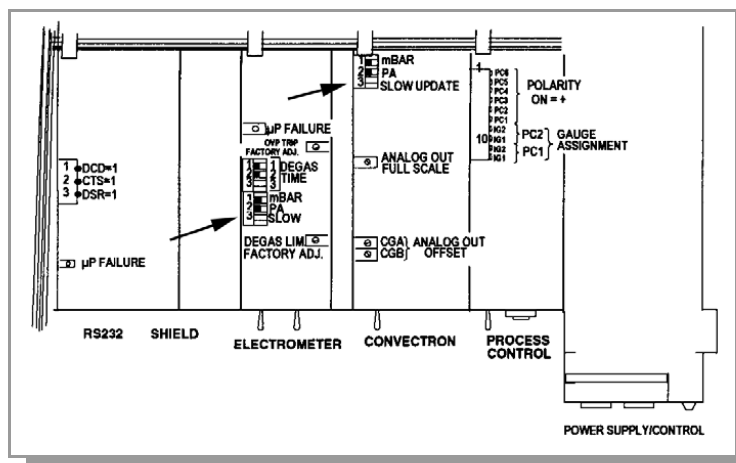 1 DCD=1
2 CTS=1
3 DSR=1
µP FAILURE
µP FAILURE
OVP TRIP
FACTORY ADJ.
1 1 DEGAS
2 2 TIME
3 3
1 mBAR
2 PA
3 SLOW
DEGAS LIM
FACTORY ADJ.
1 mBAR
2 PA
3 SLOW UPDATE
ANALOG OUT
FULL SCALE
CGA ANALOG OUT
CGB OFFSET
1
PC6
PC5
PC4
PC3
PC2
PC1
POLARITY
ON = +
10
IG2
IG1
IG2
IG1
PC2
PC1
GAUGE
ASSIGNMENT
RS232
SHIELD
ELECTROMETER
CONVECTRON
PROCESS
CONTROL
POWER SUPPLY/CONTROL